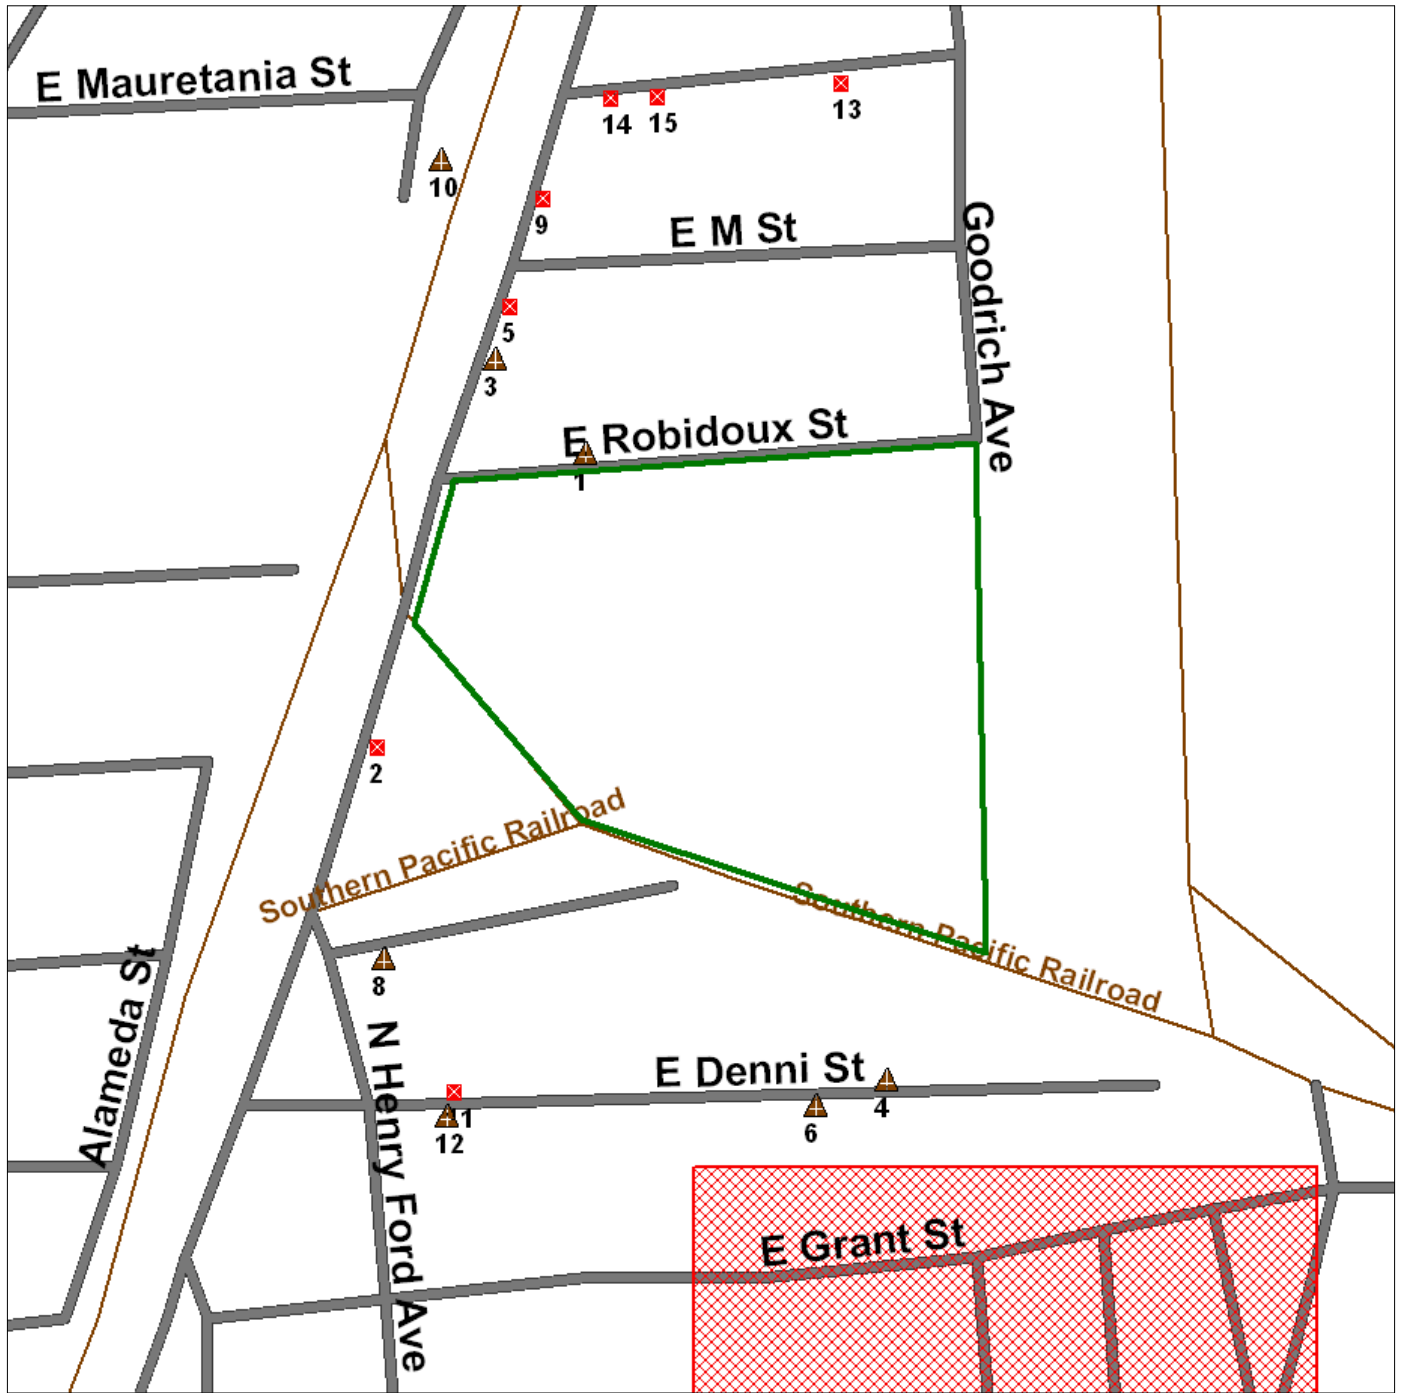 E Mauretania St
14
15
13
10
9
E M St
Goodrich Ave
5
3
E Robidoux St
1
2
Southern Pacific Railroad
Southern Pacific Railroad
Alameda St
8
N Henry Ford Ave
E Denni St
4
11
6
12
E Grant St